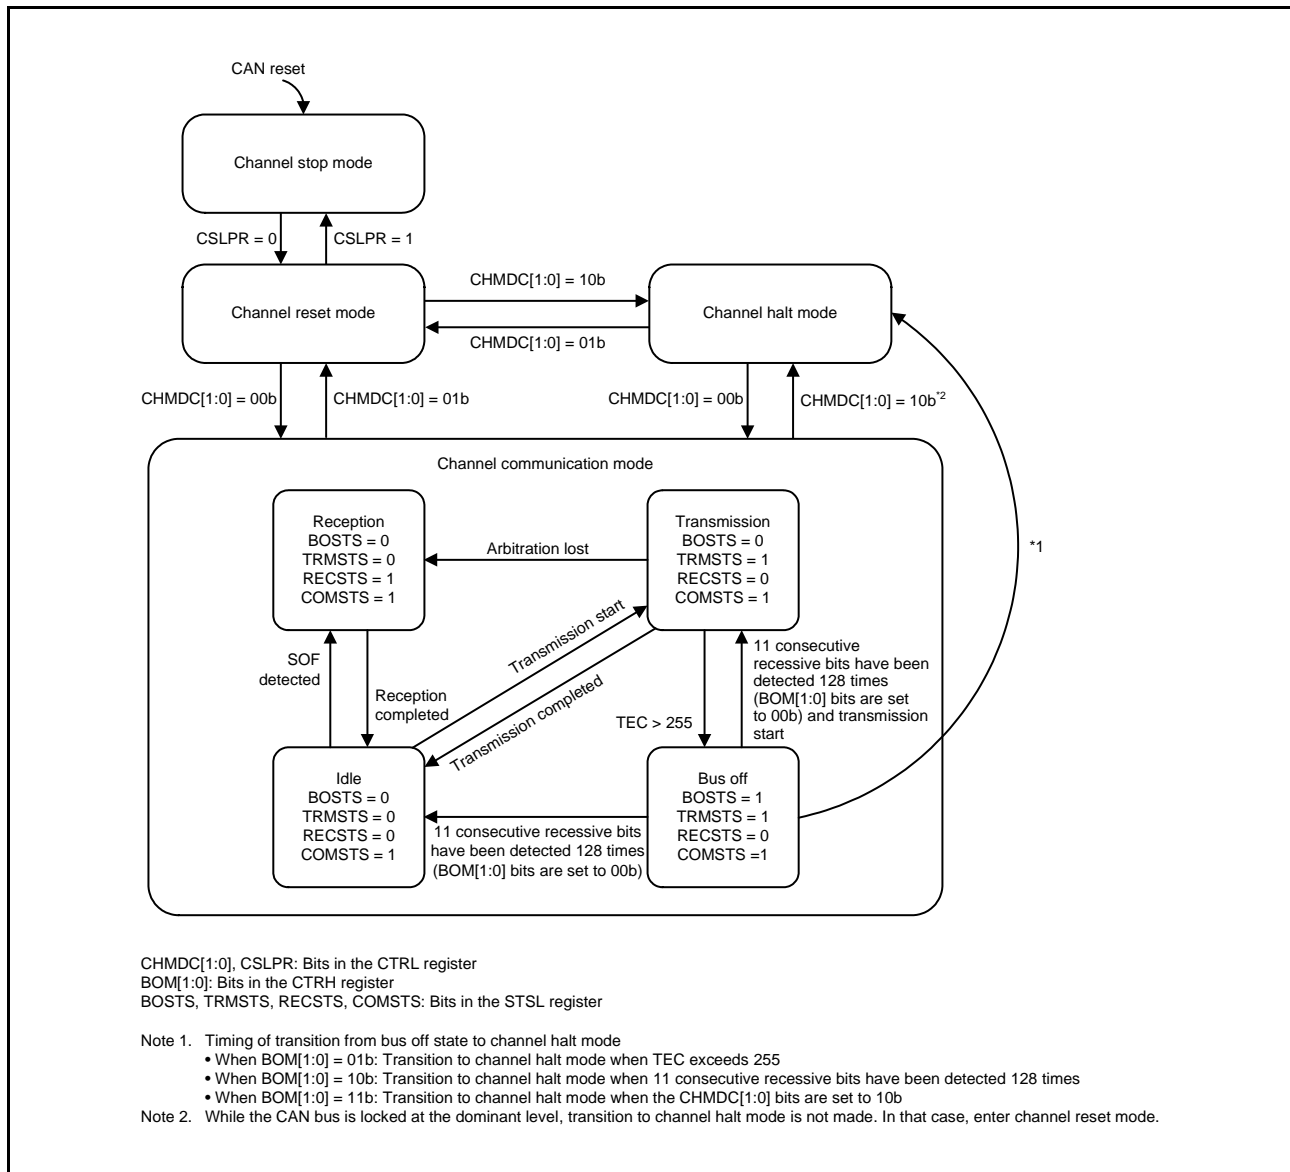 CAN reset
Channel stop mode
CSLPR = 0
CSLPR = 1
Channel reset mode
CHMDC[1:0] = 10b
CHMDC[1:0] = 01b
Channel halt mode
CHMDC[1:0] = 00b
CHMDC[1:0] = 01b
CHMDC[1:0] = 00b
CHMDC[1:0] = 10b*2
Channel communication mode
Reception
BOSTS = 0
TRMSTS = 0
RECSTS = 1
COMSTS = 1
Arbitration lost
Transmission
BOSTS = 0
TRMSTS = 1
RECSTS = 0
COMSTS = 1
*1
SOF
detected
Reception
completed
Transmission start
Transmission completed
TEC > 255
11 consecutive
recessive bits have been
detected 128 times
(BOM[1:0] bits are set
to 00b) and transmission
start
Idle
BOSTS = 0
TRMSTS = 0
RECSTS = 0
COMSTS = 1
11 consecutive recessive bits
have been detected 128 times
(BOM[1:0] bits are set to 00b)
Bus off
BOSTS = 1
TRMSTS = 1
RECSTS = 0
COMSTS =1
CHMDC[1:0], CSLPR: Bits in the CTRL register
BOM[1:0]: Bits in the CTRH register
BOSTS, TRMSTS, RECSTS, COMSTS: Bits in the STSL register
Note 1. Timing of transition from bus off state to channel halt mode
• When BOM[1:0] = 01b: Transition to channel halt mode when TEC exceeds 255
• When BOM[1:0] = 10b: Transition to channel halt mode when 11 consecutive recessive bits have been detected 128 times
• When BOM[1:0] = 11b: Transition to channel halt mode when the CHMDC[1:0] bits are set to 10b
Note 2. While the CAN bus is locked at the dominant level, transition to channel halt mode is not made. In that case, enter channel reset mode.